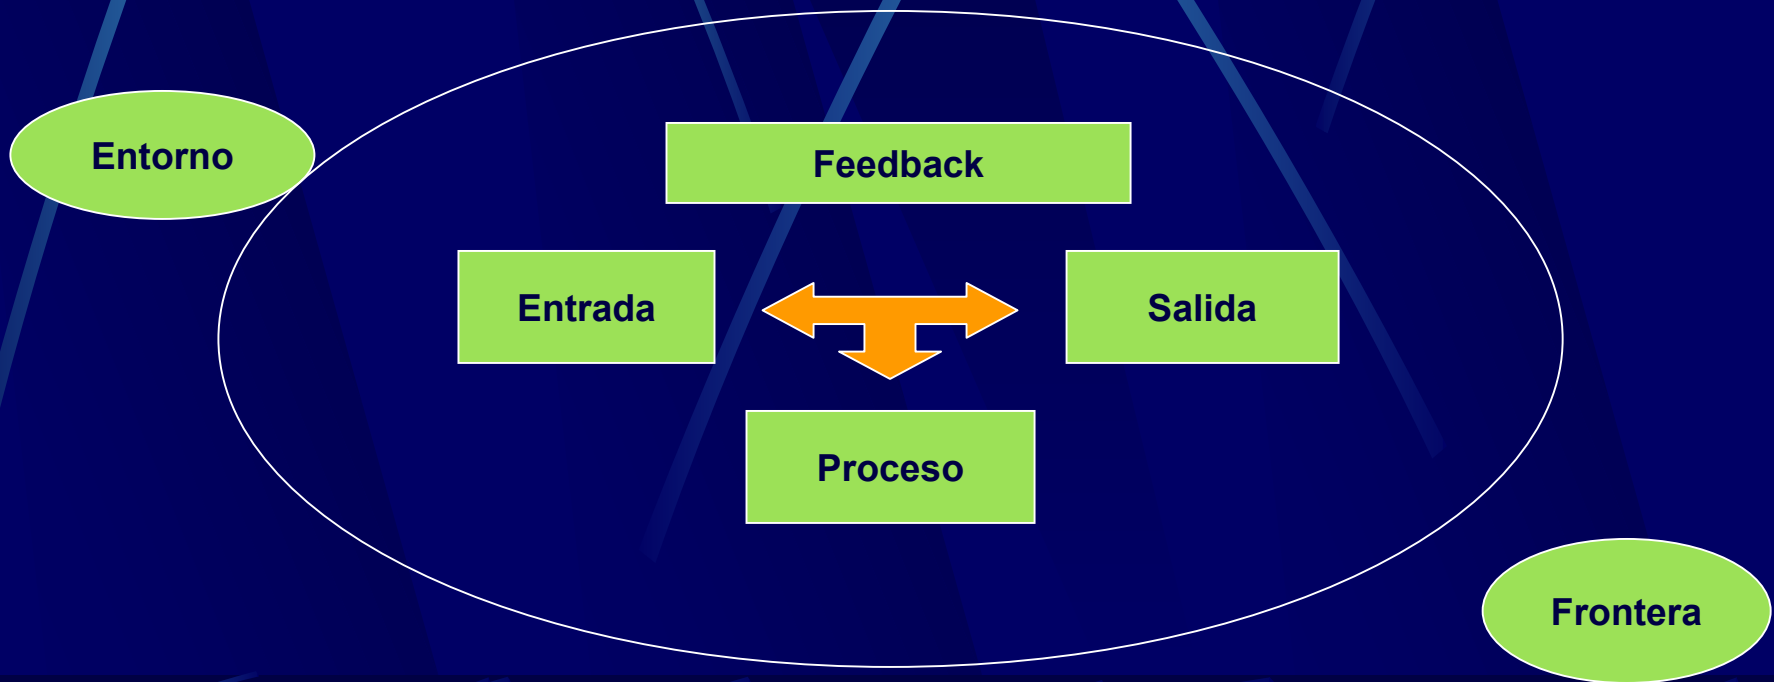 Entorno
Feedback
Entrada
Salida
Proceso
Frontera